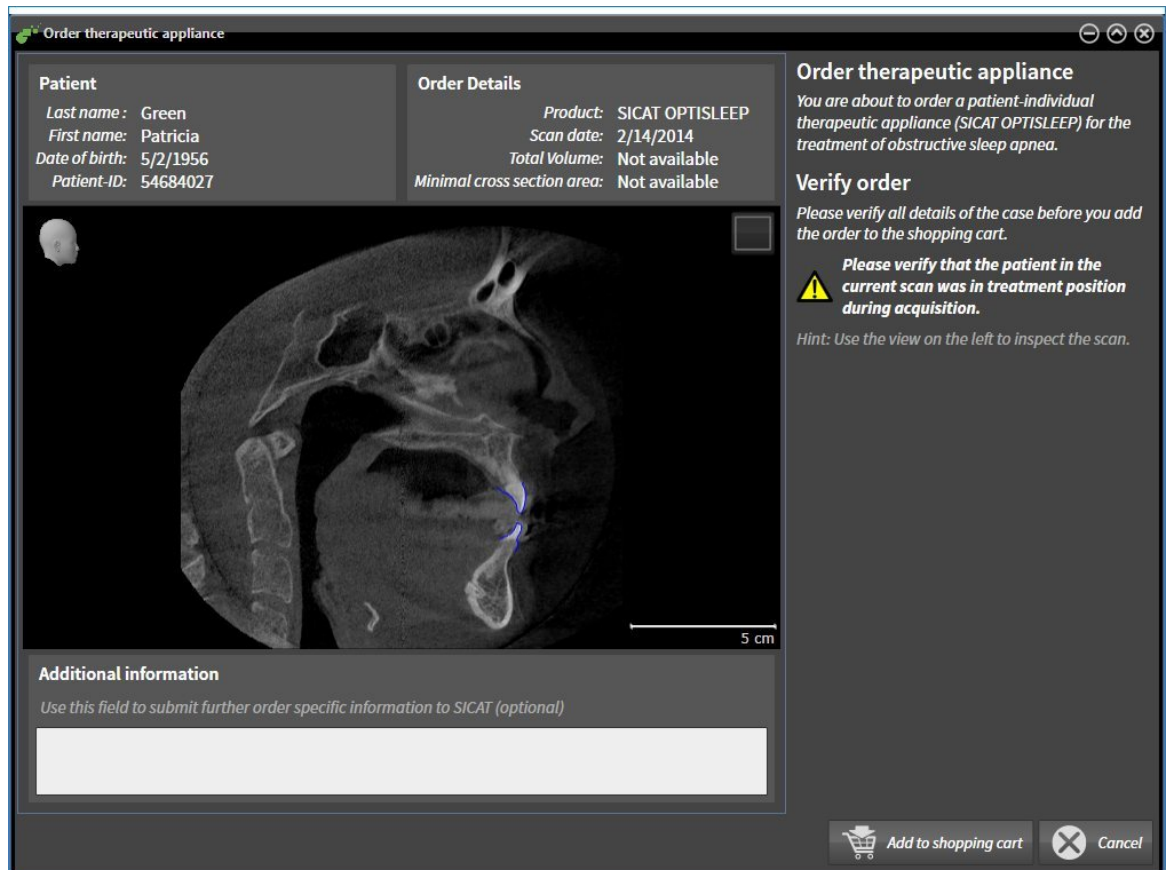 Order therapeutic appliance
Patient
Last name : Green
First name: Patricia
Date of birth: 5/2/1956
Patient-ID: 54684027
Order Details
Product: SICAT OPTISLEEP
Scan date: 2/14/2014
Total Volume: Not available
Minimal cross section area: Not available
5 cm
Additional information
Use this field to submit further order specific information to SICAT (optional)
Order therapeutic appliance
You are about to order a patient-individual
therapeutic appliance (SICAT OPTISLEEP) for the
treatment of obstructive sleep apnea.
Verify order
Please verify all details of the case before you add
the order to the shopping cart.
Please verify that the patient in the
current scan was in treatment position
during acquisition.
Hint: Use the view on the left to inspect the scan.
Add to shopping cart
Cancel